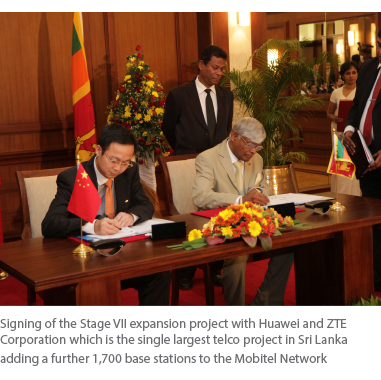 Signing of the Stage VII expansion project with Huawei and ZTE
Corporation which is the single largest telco project in Sri Lanka
adding a further 1,700 base stations to the Mobitel Network